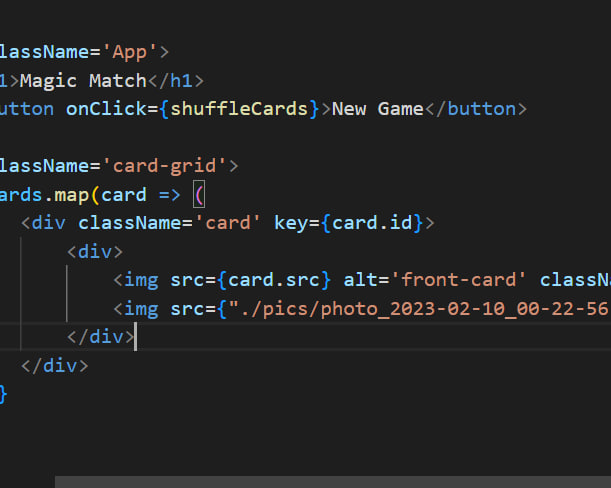 lassName='App'>
1>Magic Match</h1>
utton onClick={shuffleCards}>New Game</button>
lassName='card-grid'>
ards.map(card => (
<div className='card' key={card.id}>
<div>
<img src={card.src} alt='front-card' classNa
<img src={"./pics/photo_2023-02-10_00-22-56
</div>
</div>
}